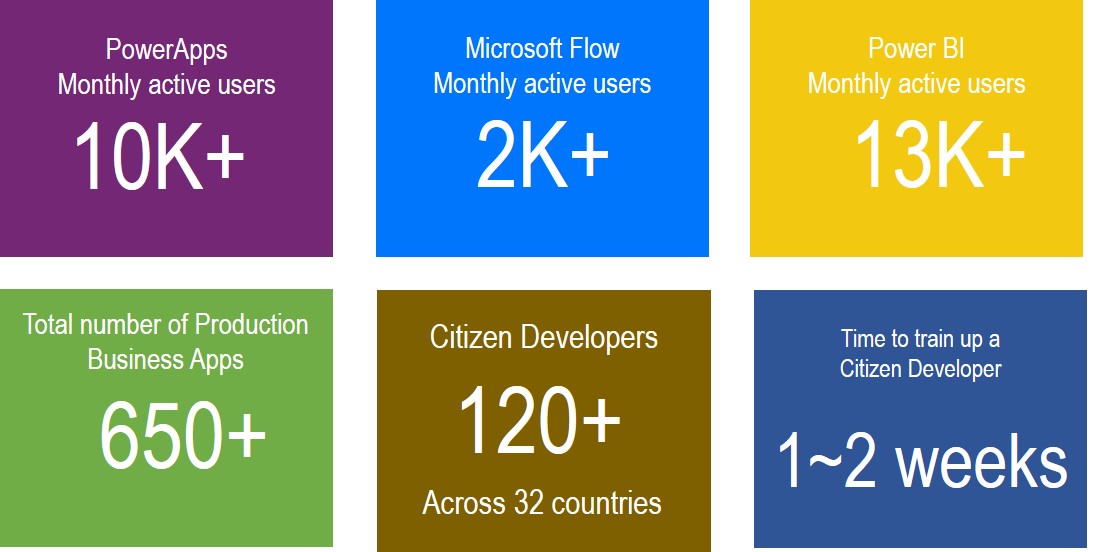 PowerApps
Monthly active users
10K+
Microsoft Flow
Monthly active users
2K+
Power BI
Monthly active users
13K+
Total number of Production
Business Apps
650+
Citizen Developers
120+
Across 32 countries
Time to train up a
Citizen Developer
1~2 weeks